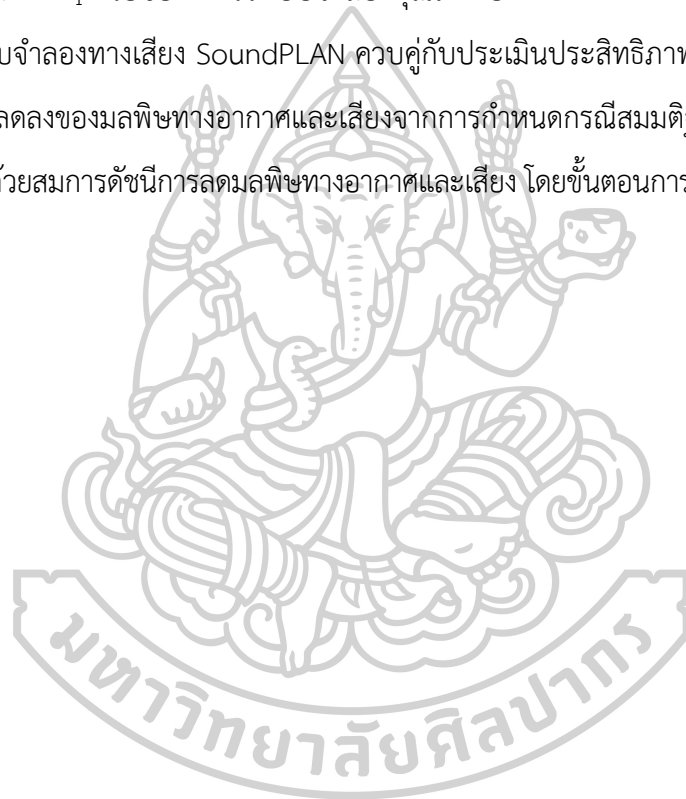 บจำลองทางเสียง SoundPLAN ควบคู่กับประเมินประสิทธิภาพ
ลดลงของมลพิษทางอากาศและเสียงจากการกำหนดกรณีสมมติ
ด้วยสมการดัชนีการลดมลพิษทางอากาศและเสียง โดยขั้นตอนการ
มหาวิทยาลัยศิลปากร